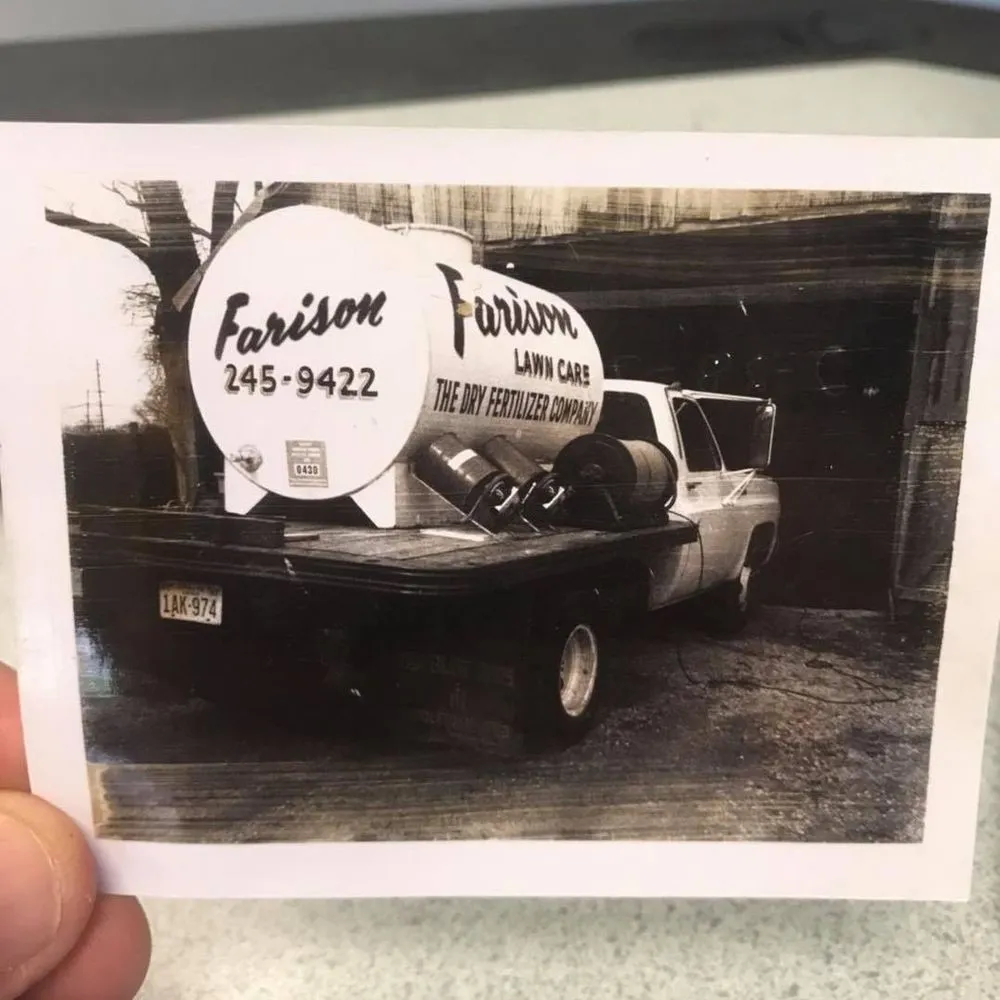 Farison
245-9422
Farison
LAWN CARE
THE DRY FERTILIZER COMPANY
0430
1AK-974